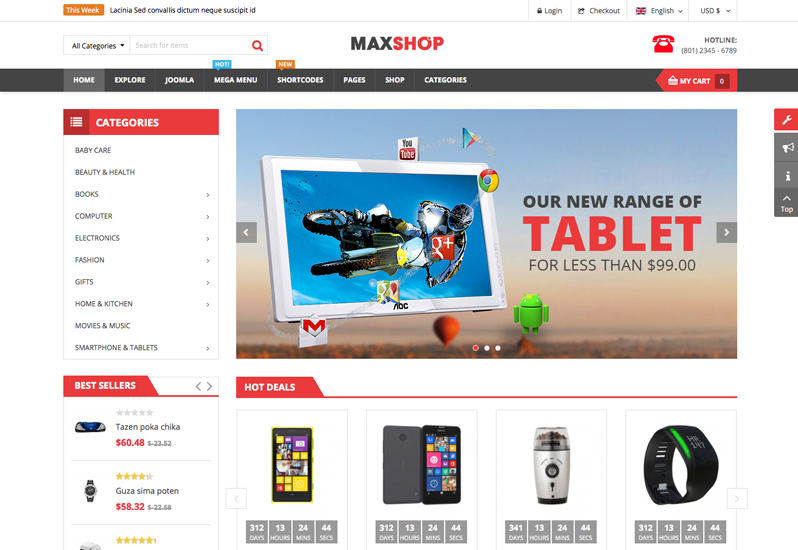 This Week Lacinia Sed convallis dictum neque suscipit id
Login Checkout English USD $
All Categories Search for items
MAXSHOP
HOTLINE:
(801) 2345 - 6789
HOT! NEW
HOME EXPLORE JOOMLA MEGA MENU SHORTCODES PAGES SHOP CATEGORIES
MY CART 0
CATEGORIES
BABY CARE
BEAUTY & HEALTH
BOOKS
COMPUTER
ELECTRONICS
FASHION
GIFTS
HOME & KITCHEN
MOVIES & MUSIC
SMARTPHONE & TABLETS
You
Tube
g+
AOC
OUR NEW RANGE OF
TABLET
FOR LESS THAN $99.00
Top
BEST SELLERS
Tazen poka chika
$60.48 $-23.52
Guza sima poten
$58.32 $-23.68
HOT DEALS
HR
147
312 13 24 44
DAYS HOURS MINS SECS
312 13 24 44
DAYS HOURS MINS SECS
341 13 24 44
DAYS HOURS MINS SECS
312 13 24 44
DAYS HOURS MINS SECS